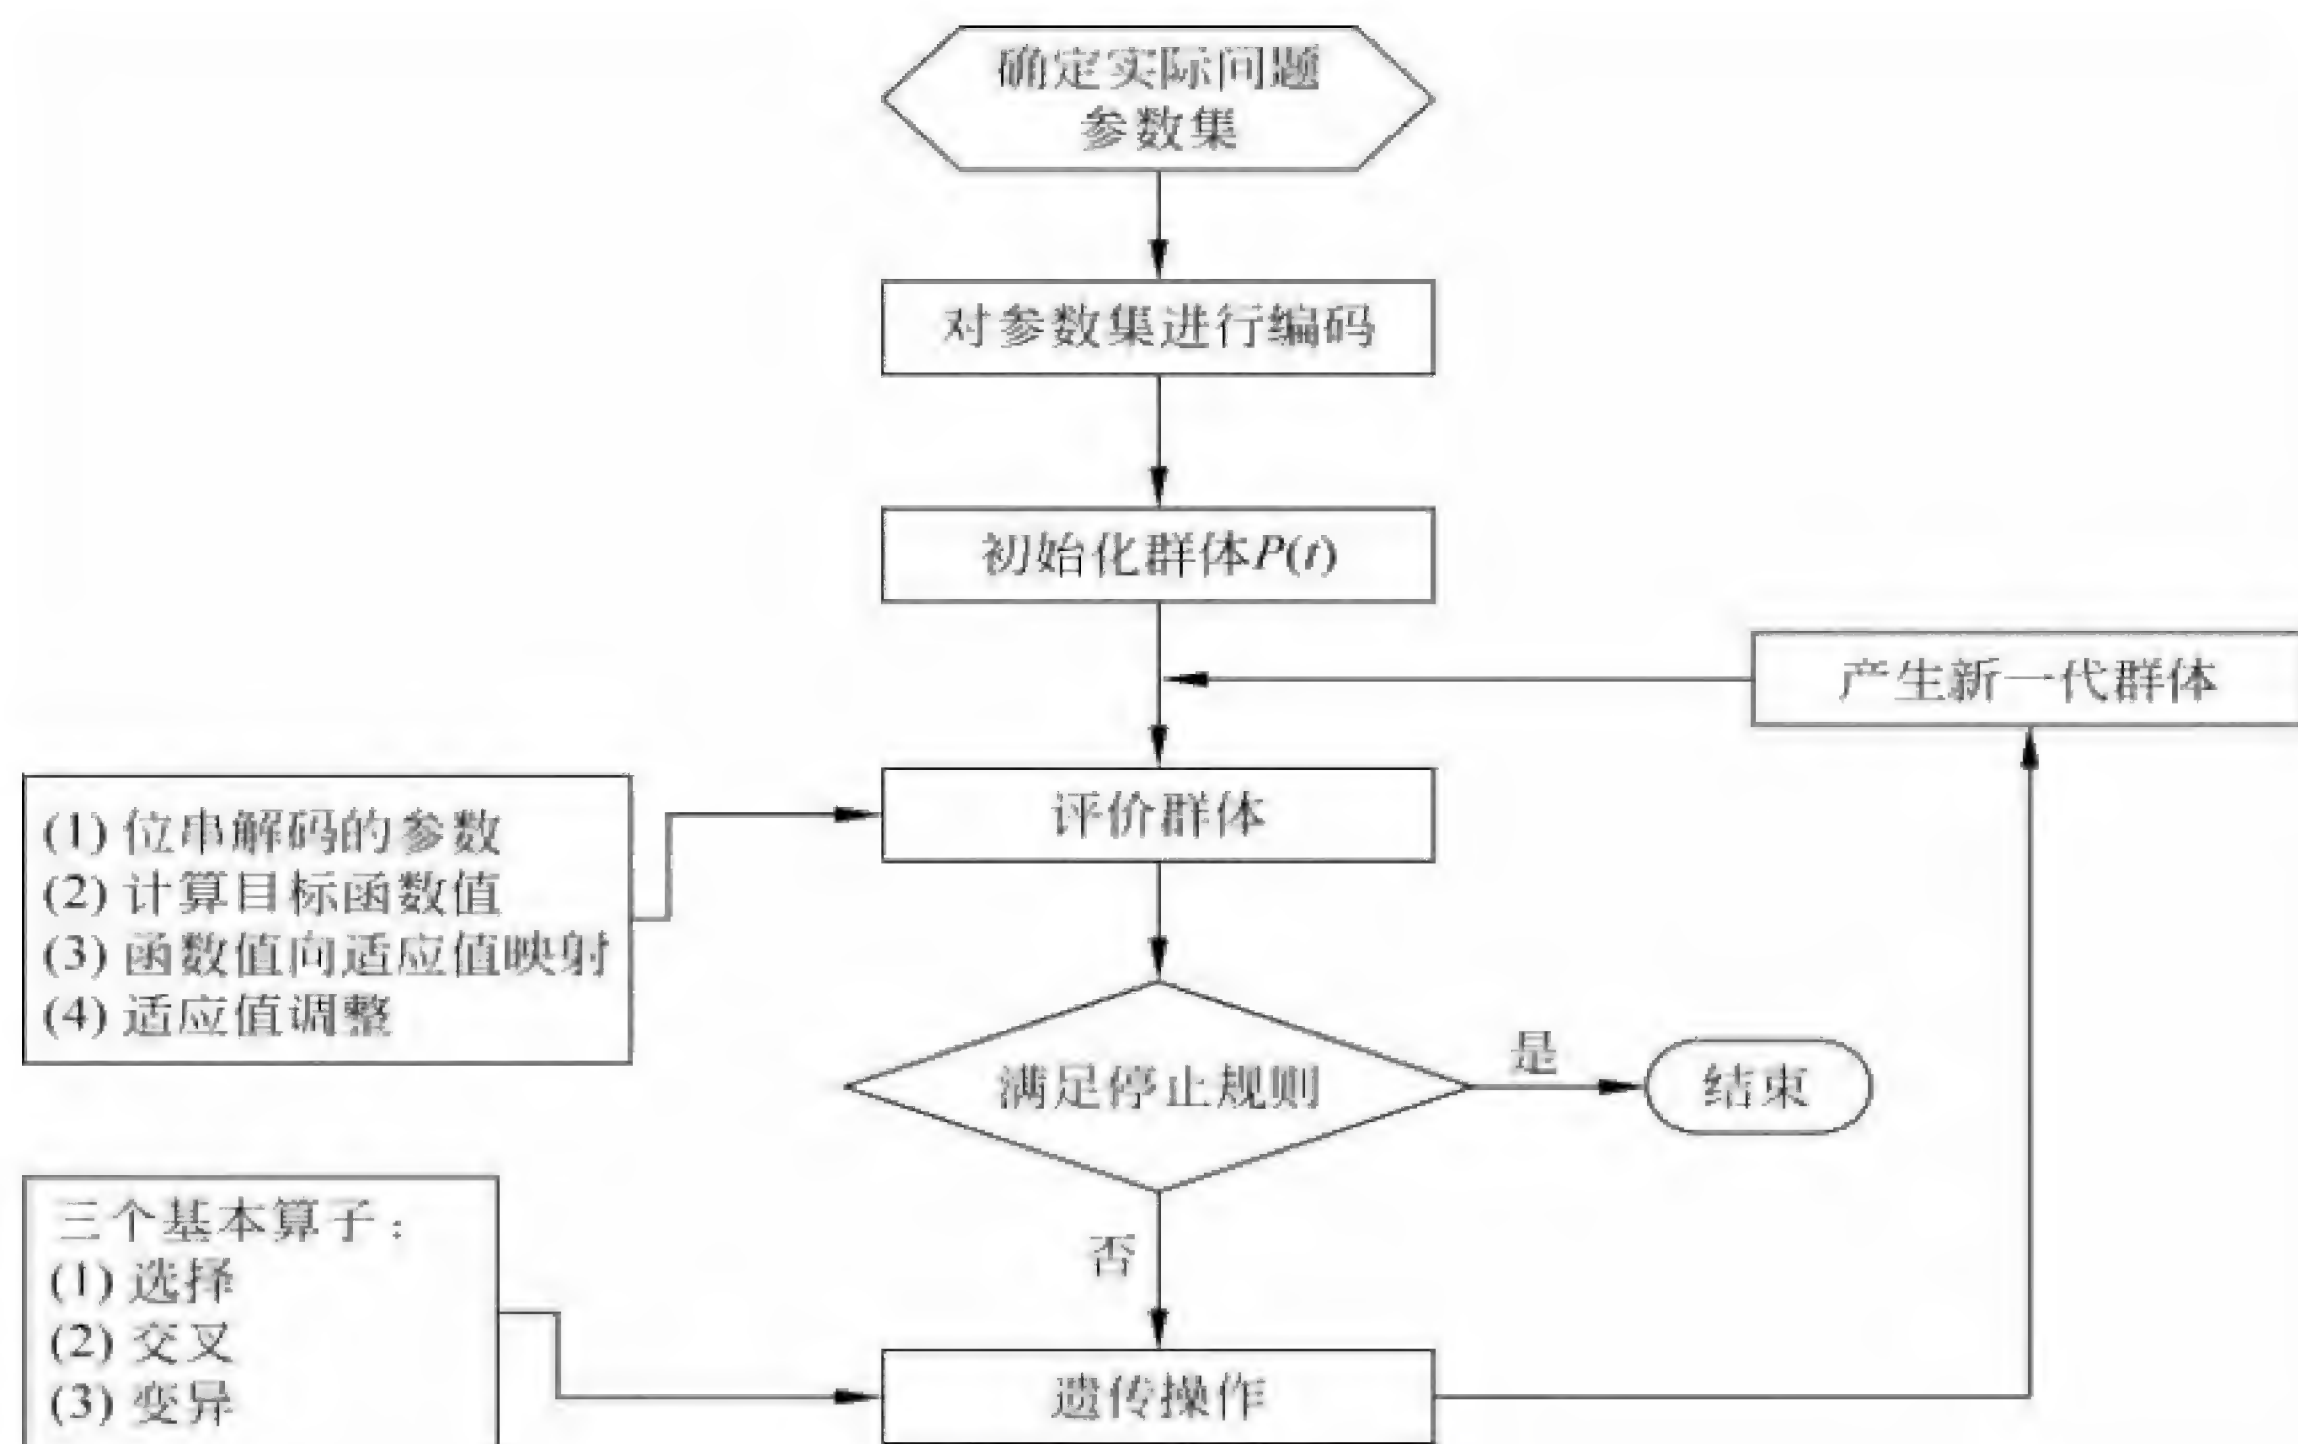 确定实际问题
参数集
对参数集进行编码
初始化群体P(t)
产生新一代群体
评价群体
(1) 位串解码的参数
(2) 计算目标函数值
(3) 函数值向适应值映射
(4) 适应值调整
满足停止规则
是
结束
否
三个基本算子:
(1) 选择
(2) 交叉
(3) 变异
遗传操作